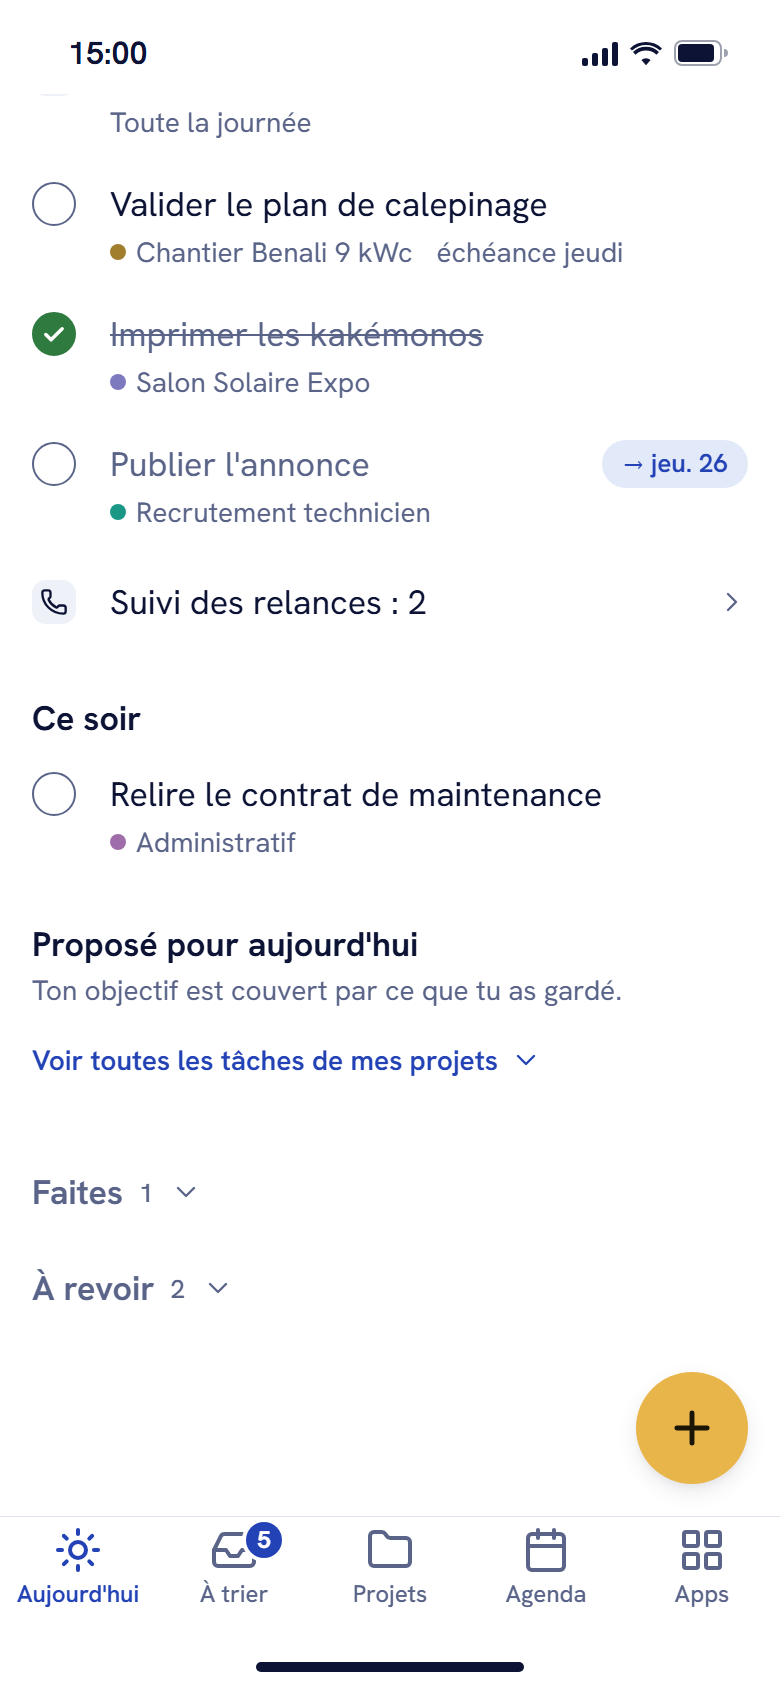 15:00
Toute la journée
Valider le plan de calepinage
Chantier Benali 9 kWc échéance jeudi
Imprimer les kakémonos
Salon Solaire Expo
Publier l'annonce
→ jeu. 26
Recrutement technicien
Suivi des relances : 2
Ce soir
Relire le contrat de maintenance
Administratif
Proposé pour aujourd'hui
Ton objectif est couvert par ce que tu as gardé.
Voir toutes les tâches de mes projets
Faites 1
À revoir 2
5
Aujourd'hui
À trier
Projets
Agenda
Apps